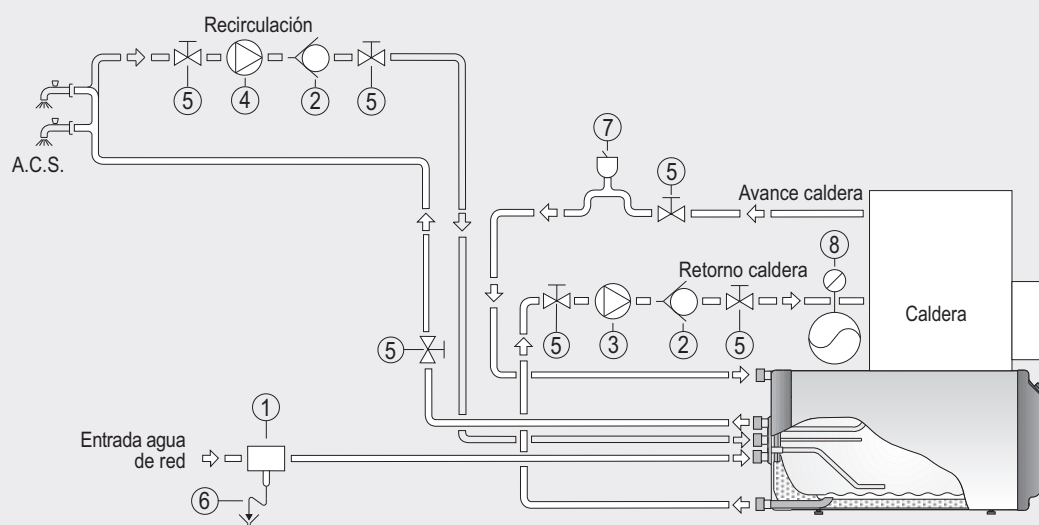 Recirculación
5
4
2
5
A.C.S.
7
5
Avance caldera
8
Retorno caldera
Caldera
5
5
3
2
5
1
Entrada agua
de red
6